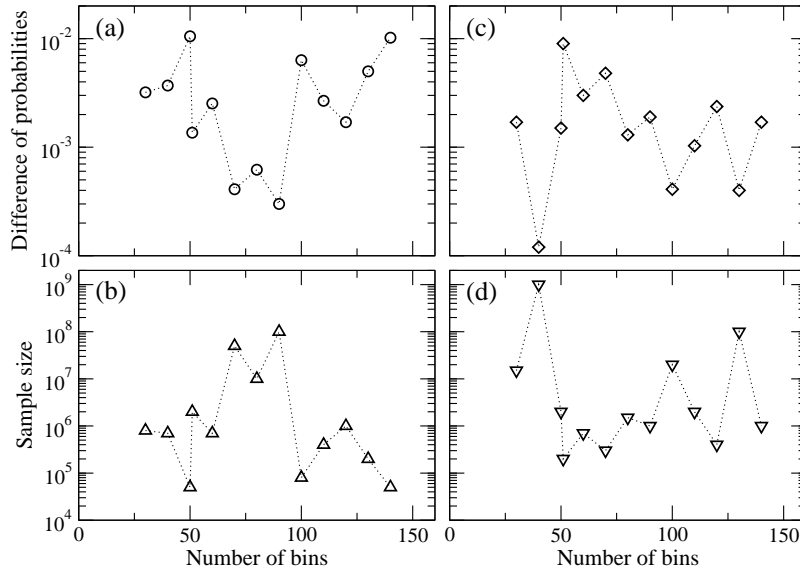 (a)
(c)
Difference of probabilities
10^-2
10^-3
10^-4
(b)
(d)
Sample size
10^9
10^8
10^7
10^6
10^5
10^4
0 50 100 150
0 50 100 150
Number of bins
Number of bins